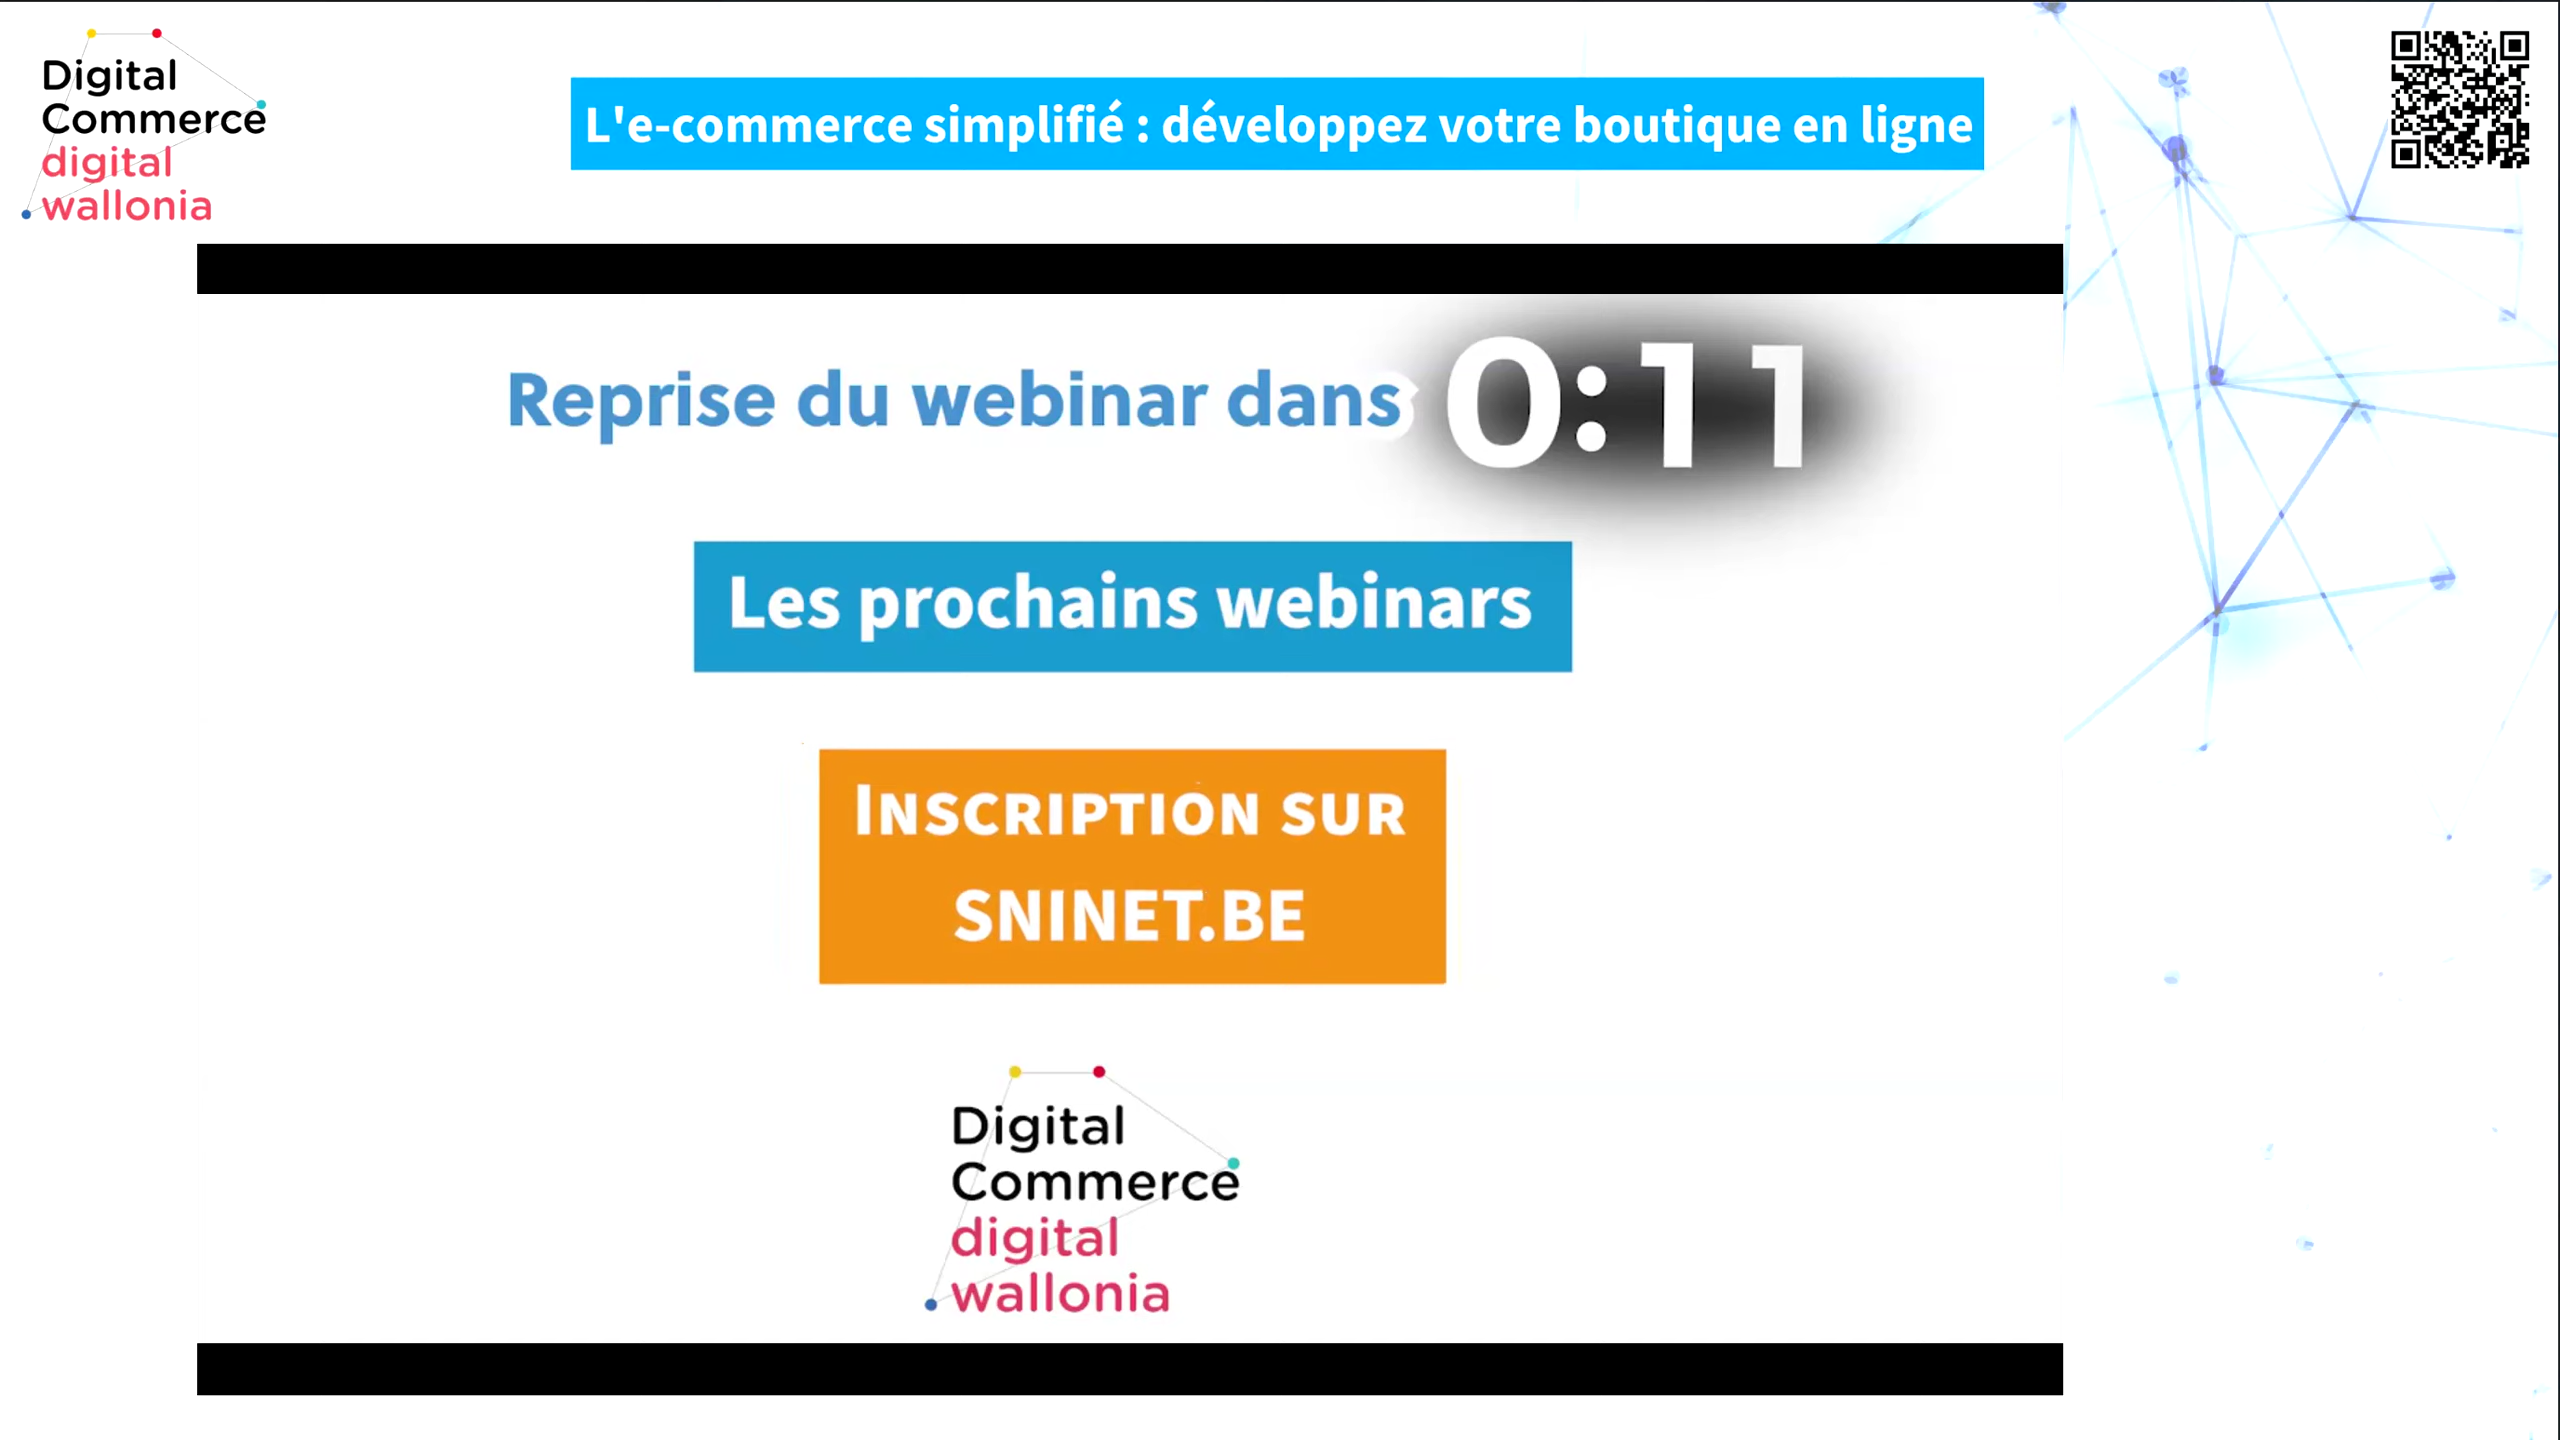 Digital
Commerce
digital
wallonia
L'e-commerce simplifié : développez votre boutique en ligne
Reprise du webinar dans 0:11
Les prochains webinars
INSCRIPTION SUR
SNINET.BE
Digital
Commerce
digital
wallonia